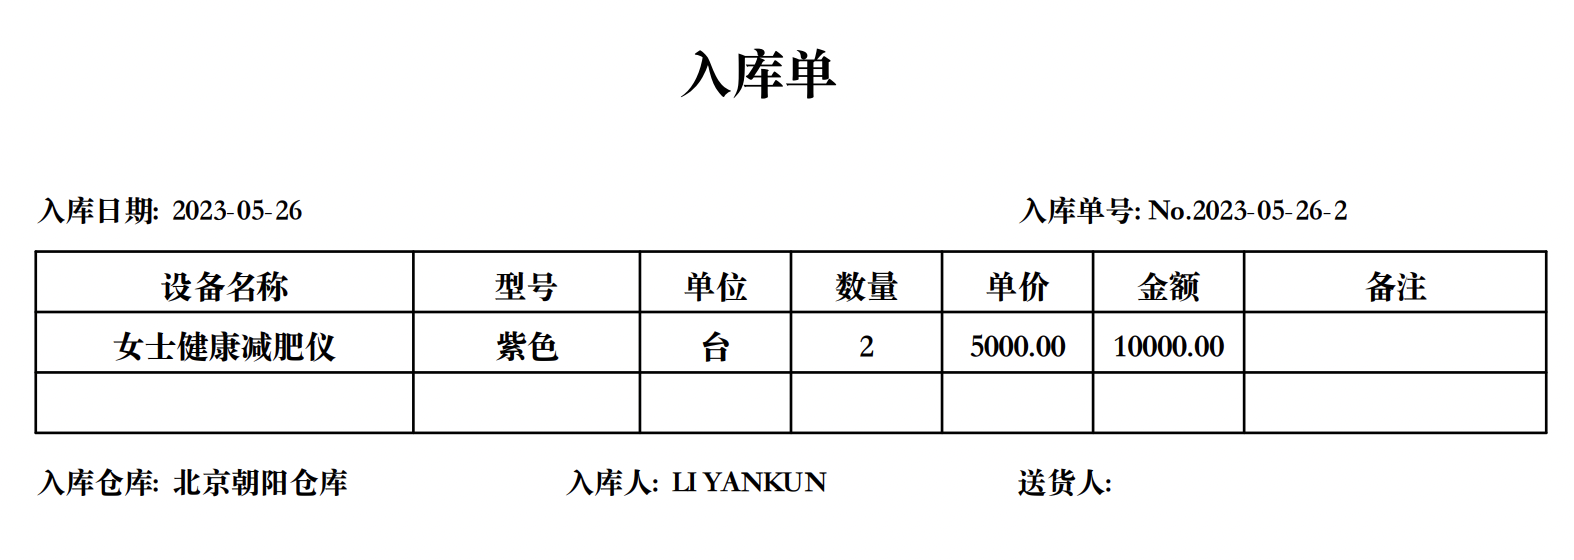 入库单
入库日期: 2023-05-26 入库单号: No.2023-05-26-2
设备名称 型号 单位 数量 单价 金额 备注
女士健康减肥仪 紫色 台 2 5000.00 10000.00
入库仓库: 北京朝阳仓库 入库人: LI YANKUN 送货人: